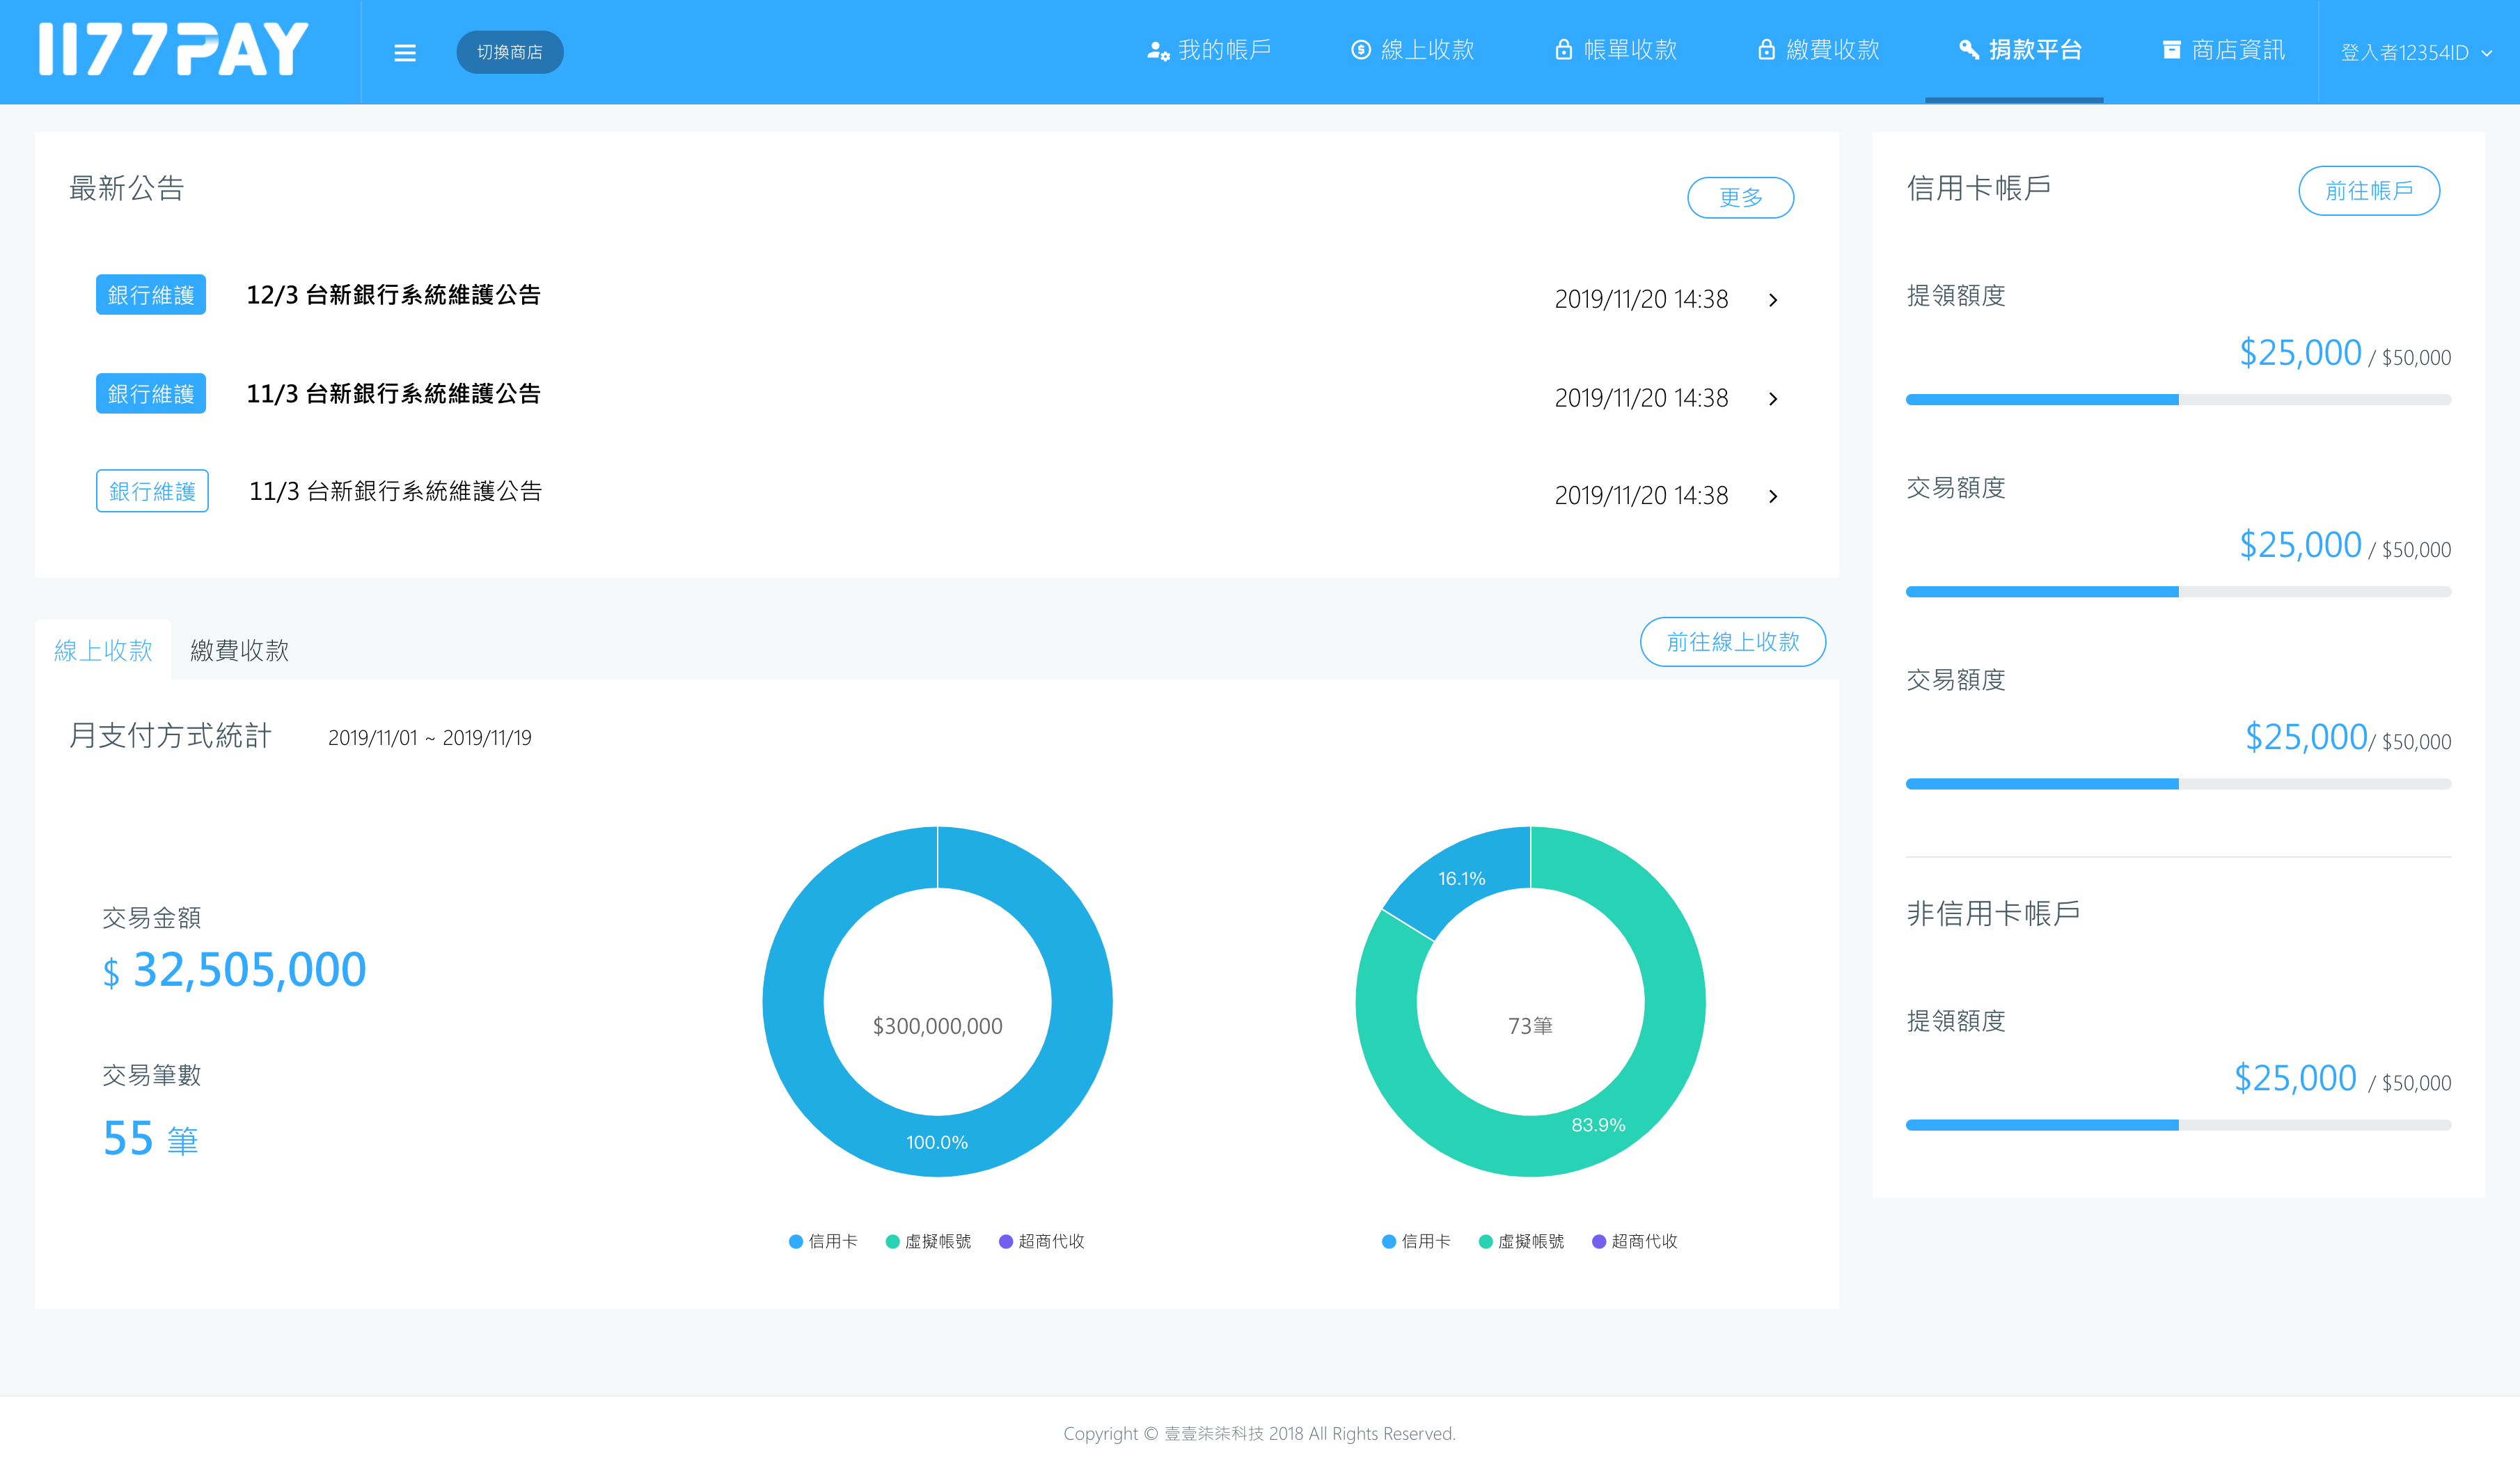 1177PAY
切換商店
我的帳戶
線上收款
帳單收款
繳費收款
捐款平台
商店資訊
登入者12354ID
最新公告
更多
銀行維護 12/3 台新銀行系統維護公告 2019/11/20 14:38
銀行維護 11/3 台新銀行系統維護公告 2019/11/20 14:38
銀行維護 11/3 台新銀行系統維護公告 2019/11/20 14:38
線上收款 繳費收款
前往線上收款
月支付方式統計 2019/11/01 ~ 2019/11/19
交易金額
$ 32,505,000
交易筆數
55 筆
$300,000,000
100.0%
信用卡 虛擬帳號 超商代收
16.1%
73筆
83.9%
信用卡 虛擬帳號 超商代收
信用卡帳戶
前往帳戶
提領額度
$25,000 / $50,000
交易額度
$25,000 / $50,000
交易額度
$25,000/ $50,000
非信用卡帳戶
提領額度
$25,000 / $50,000
Copyright © 壹壹柒柒科技 2018 All Rights Reserved.